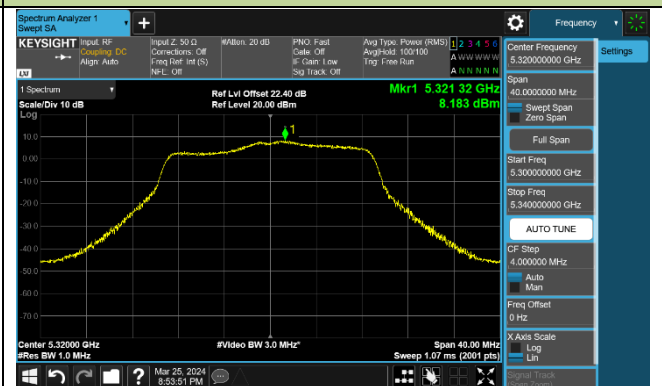 Spectrum Analyzer 1
Swept SA
Frequency
KEYSIGHT
Input: RF
Coupling: DC
Align: Auto
Input Z: 50 Ω
Corrections: Off
Freq Ref: Int (S)
NFE: Off
#Atten: 20 dB
PNO: Fast
Gate: Off
IF Gain: Low
Sig Track: Off
Avg Type: Power (RMS)
Avg|Hold: 100/100
Trig: Free Run
1 2 3 4 5 6
A W W W W W
A N N N N N
LXI
1 Spectrum
Scale/Div 10 dB
Log
Ref Lvl Offset 22.40 dB
Ref Level 20.00 dBm
Mkr1 5.321 32 GHz
8.183 dBm
1
10.0
0.00
-10.0
-20.0
-30.0
-40.0
-50.0
-60.0
-70.0
Center 5.32000 GHz
#Res BW 1.0 MHz
#Video BW 3.0 MHz*
Span 40.00 MHz
Sweep 1.07 ms (2001 pts)
Mar 25, 2024
8:53:51 PM
Center Frequency
5.320000000 GHz
Settings
Span
40.0000000 MHz
Swept Span
Zero Span
Full Span
Start Freq
5.300000000 GHz
Stop Freq
5.340000000 GHz
AUTO TUNE
CF Step
4.000000 MHz
Auto
Man
Freq Offset
0 Hz
X Axis Scale
Log
Lin
Signal Track
(Span Zoom)